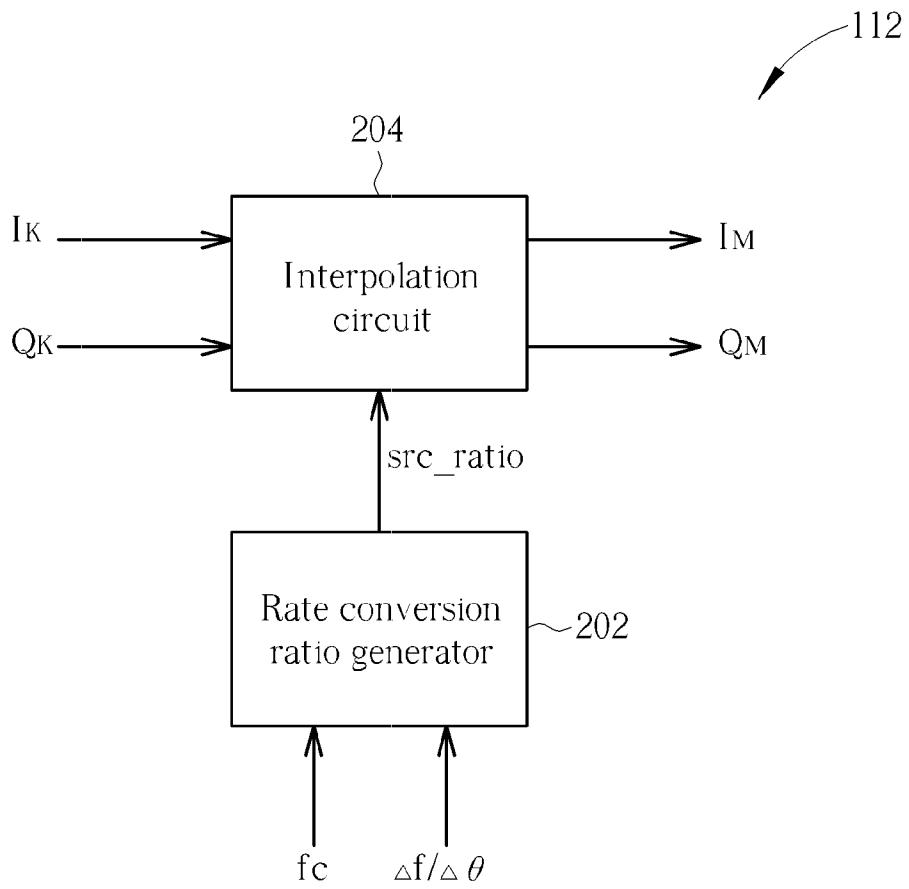 112
204
IK
Interpolation
circuit
IM
QK
QM
src_ratio
Rate conversion
ratio generator
202
fc
△f/△θ